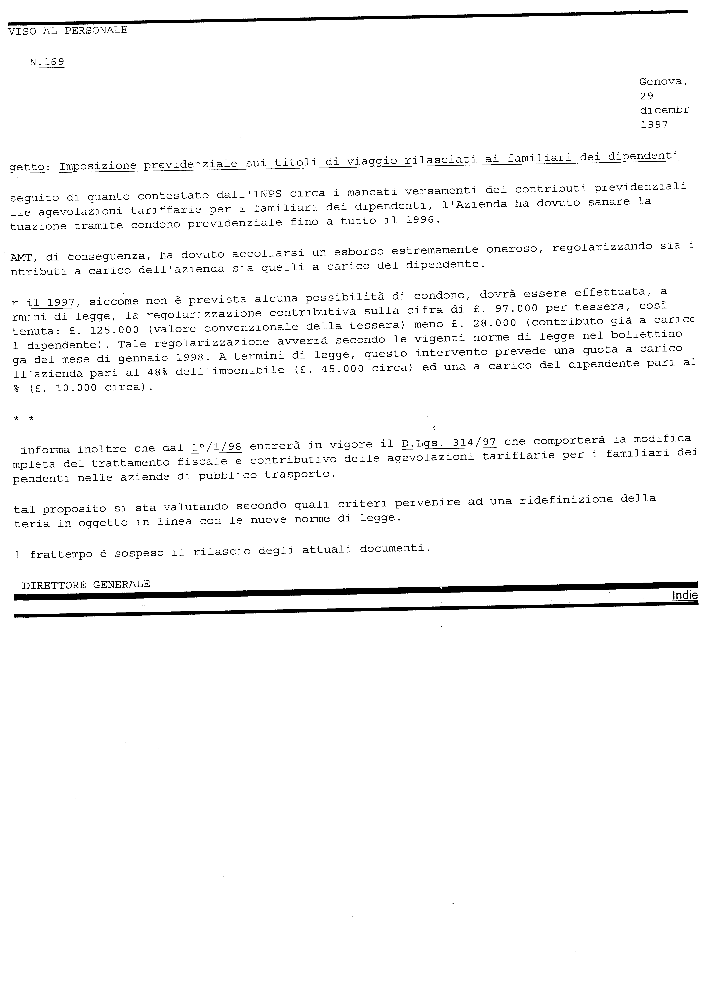 VISO AL PERSONALE
N.169
Genova,
29
dicembr
1997
getto: Imposizione previdenziale sui titoli di viaggio rilasciati ai familiari dei dipendenti
seguito di quanto contestato dall'INPS circa i mancati versamenti dei contributi previdenziali
lle agevolazioni tariffarie per i familiari dei dipendenti, l'Azienda ha dovuto sanare la
tuazione tramite condono previdenziale fino a tutto il 1996.
AMT, di conseguenza, ha dovuto accollarsi un esborso estremamente oneroso, regolarizzando sia i
ntributi a carico dell'azienda sia quelli a carico del dipendente.
r il 1997, siccome non è prevista alcuna possibilità di condono, dovrà essere effettuata, a
rmini di legge, la regolarizzazione contributiva sulla cifra di £. 97.000 per tessera, così
tenuta: £. 125.000 (valore convenzionale della tessera) meno £. 28.000 (contributo già a carico
l dipendente). Tale regolarizzazione avverrà secondo le vigenti norme di legge nel bollettino
ga del mese di gennaio 1998. A termini di legge, questo intervento prevede una quota a carico
ll'azienda pari al 48% dell'imponibile (£. 45.000 circa) ed una a carico del dipendente pari al
% (£. 10.000 circa).
* *
informa inoltre che dal 1°/1/98 entrerà in vigore il D.Lgs. 314/97 che comporterà la modifica
mpleta del trattamento fiscale e contributivo delle agevolazioni tariffarie per i familiari dei
pendenti nelle aziende di pubblico trasporto.
tal proposito si sta valutando secondo quali criteri pervenire ad una ridefinizione della
teria in oggetto in linea con le nuove norme di legge.
l frattempo è sospeso il rilascio degli attuali documenti.
DIRETTORE GENERALE
Indie